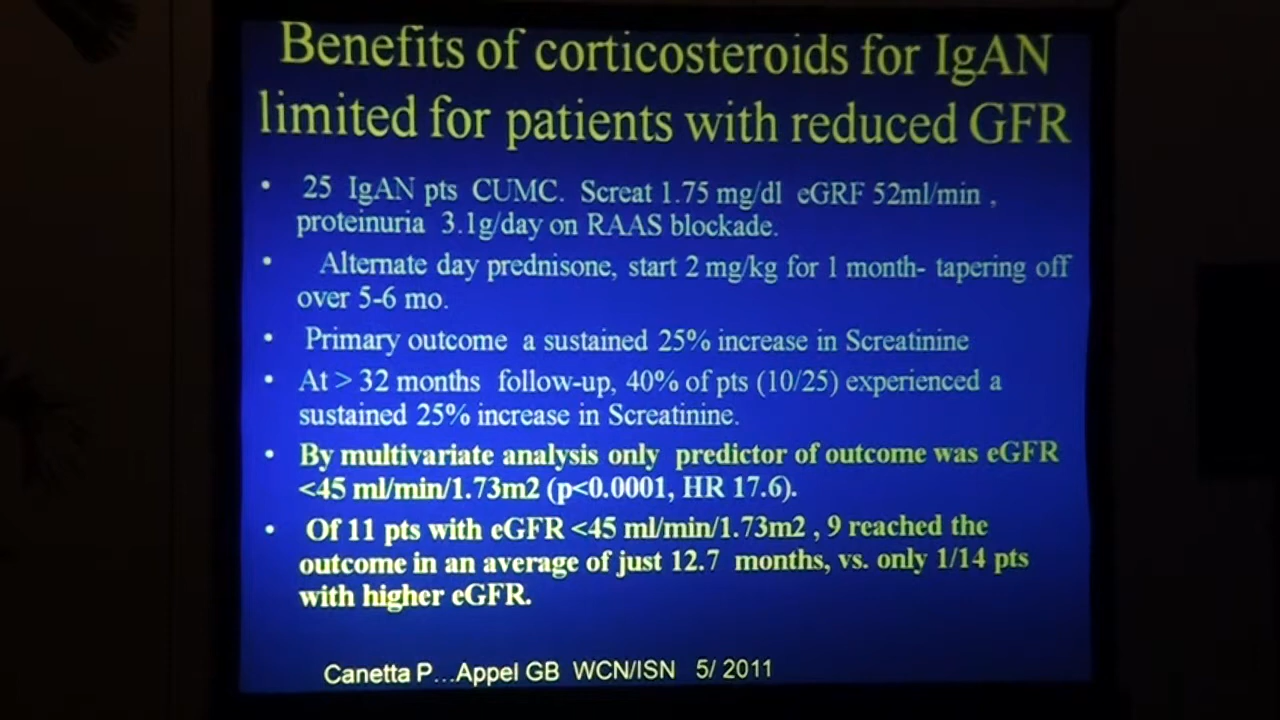 Benefits of corticosteroids for IgAN
limited for patients with reduced GFR
• 25 IgAN pts CUMC. Screat 1.75 mg/dl eGRF 52ml/min ,
proteinuria 3.1g/day on RAAS blockade.
• Alternate day prednisone, start 2 mg/kg for 1 month- tapering off
over 5-6 mo.
• Primary outcome a sustained 25% increase in Screatinine
• At > 32 months follow-up, 40% of pts (10/25) experienced a
sustained 25% increase in Screatinine.
• By multivariate analysis only predictor of outcome was eGFR
<45 ml/min/1.73m2 (p<0.0001, HR 17.6).
• Of 11 pts with eGFR <45 ml/min/1.73m2 , 9 reached the
outcome in an average of just 12.7 months, vs. only 1/14 pts
with higher eGFR.
Canetta P...Appel GB WCN/ISN 5/ 2011